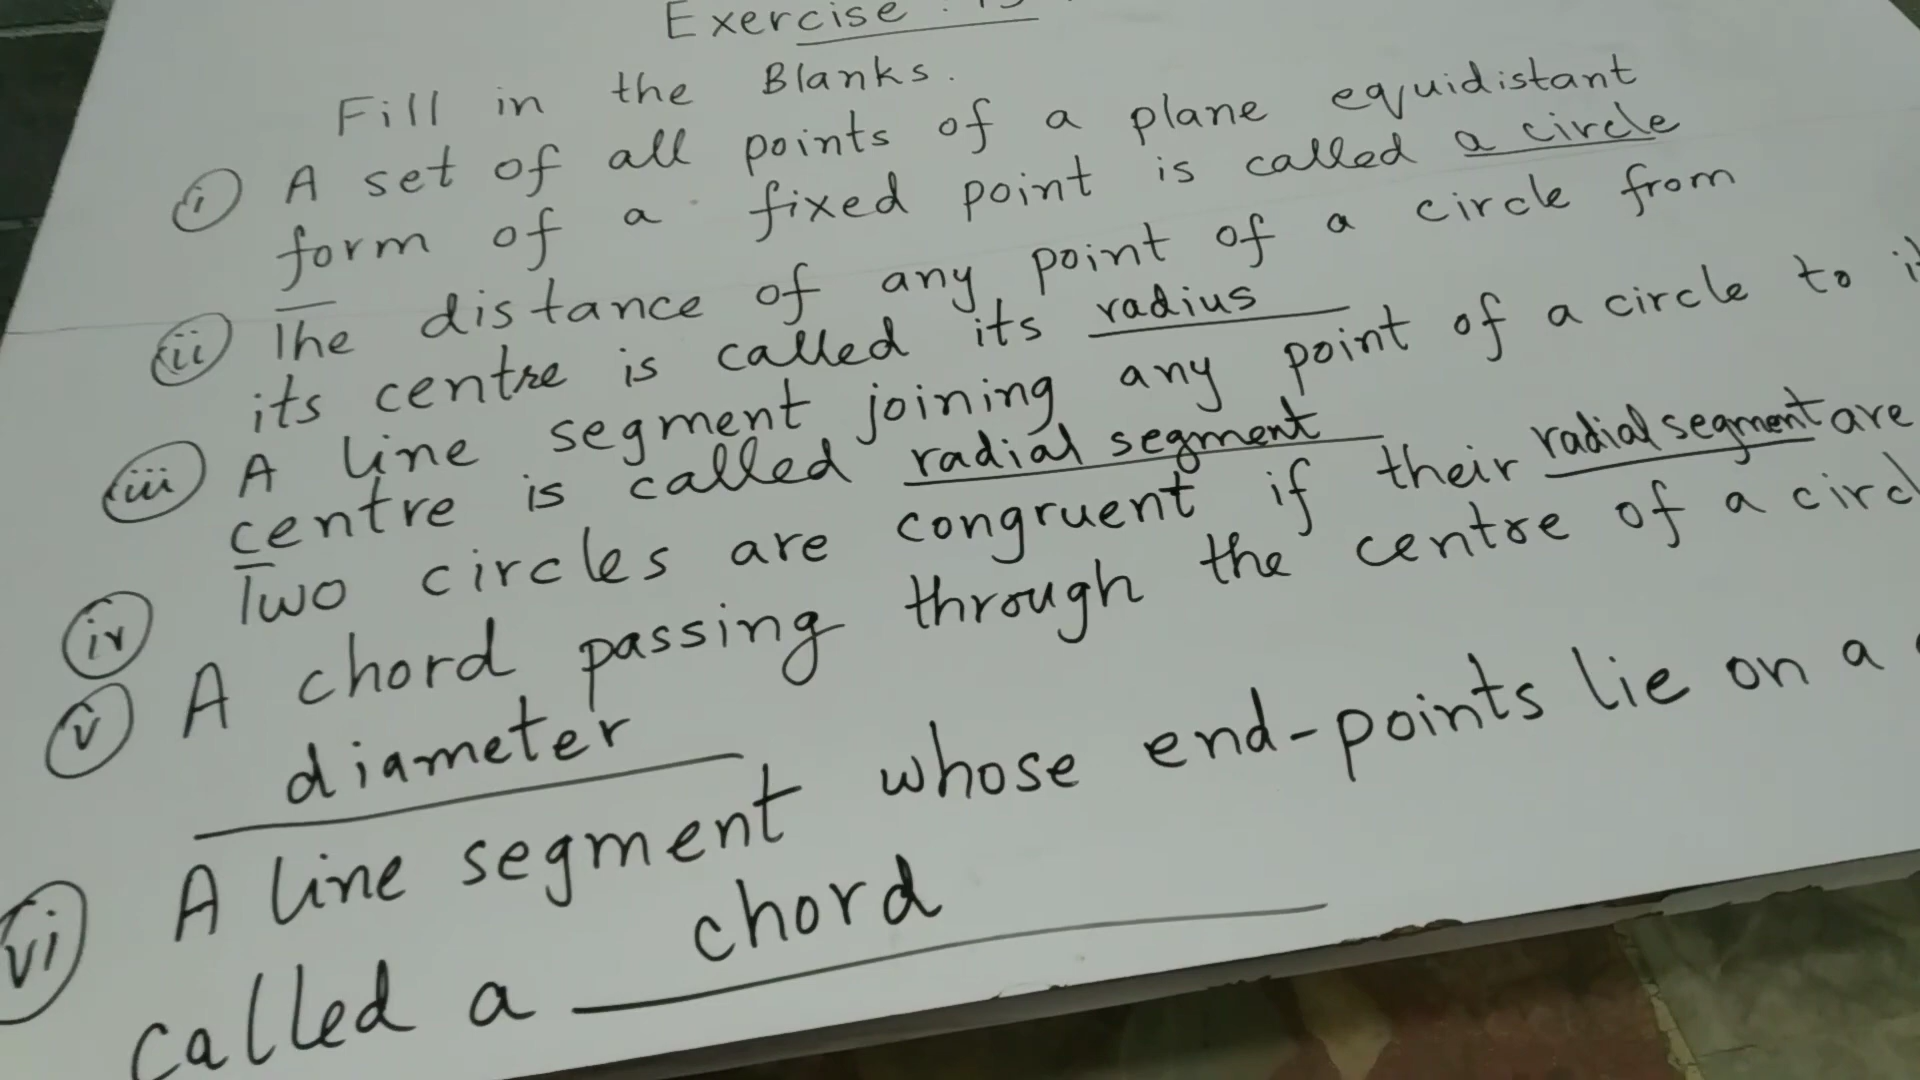 Exercise :
Fill in the Blanks.
i A set of all points of a plane equidistant
form of a fixed point is called a circle
ii The distance of any point of a circle from
its centre is called its radius
iii A line segment joining any point of a circle to
centre is called radial segment
iv Two circles are congruent if their radial segment are
v A chord passing through the centre of a
diameter
vi A line segment whose end-points lie on a
called a chord